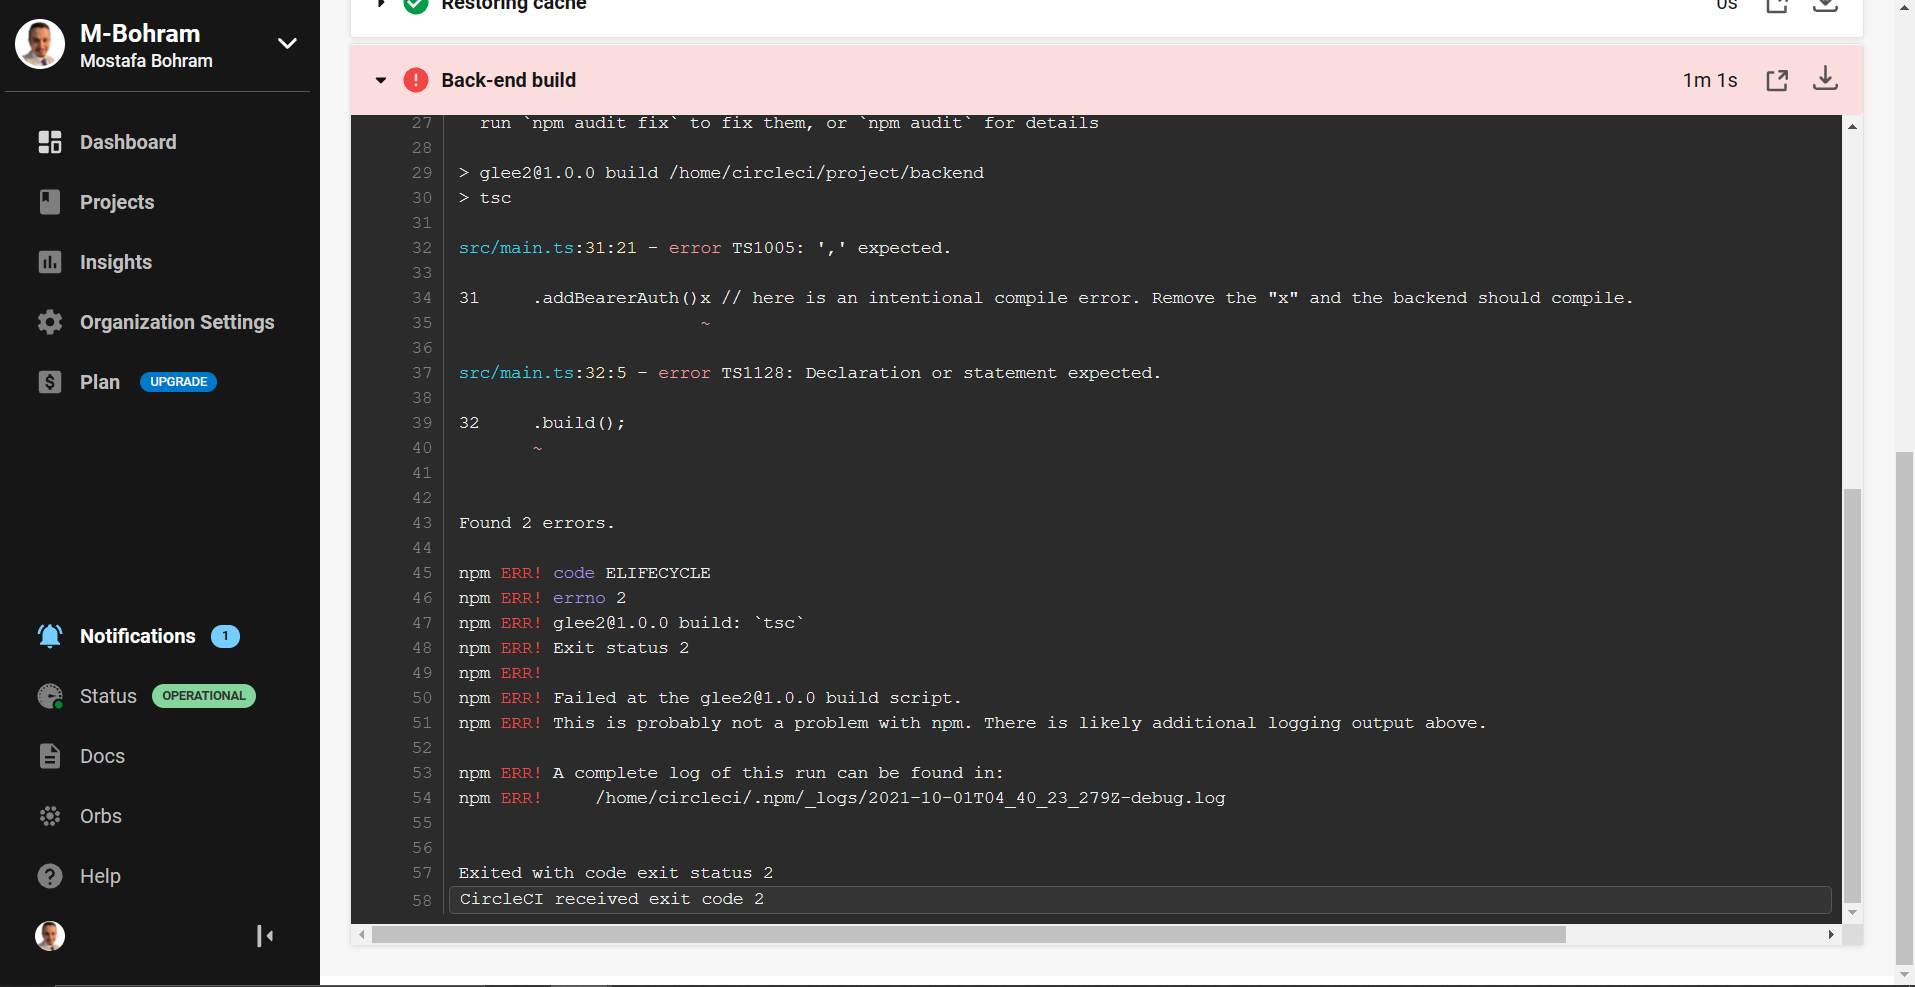 M-Bohram
Mostafa Bohram
Dashboard
Projects
Insights
Organization Settings
Plan UPGRADE
Notifications 1
Status OPERATIONAL
Docs
Orbs
Help
Restoring cache 0s
Back-end build 1m 1s
27 run `npm audit fix` to fix them, or `npm audit` for details
28
29 > glee2@1.0.0 build /home/circleci/project/backend
30 > tsc
31
32 src/main.ts:31:21 - error TS1005: ',' expected.
33
34 31 .addBearerAuth()x // here is an intentional compile error. Remove the "x" and the backend should compile.
35 ~
36
37 src/main.ts:32:5 - error TS1128: Declaration or statement expected.
38
39 32 .build();
40 ~
41
42
43 Found 2 errors.
44
45 npm ERR! code ELIFECYCLE
46 npm ERR! errno 2
47 npm ERR! glee2@1.0.0 build: `tsc`
48 npm ERR! Exit status 2
49 npm ERR!
50 npm ERR! Failed at the glee2@1.0.0 build script.
51 npm ERR! This is probably not a problem with npm. There is likely additional logging output above.
52
53 npm ERR! A complete log of this run can be found in:
54 npm ERR! /home/circleci/.npm/_logs/2021-10-01T04_40_23_279Z-debug.log
55
56
57 Exited with code exit status 2
58 CircleCI received exit code 2